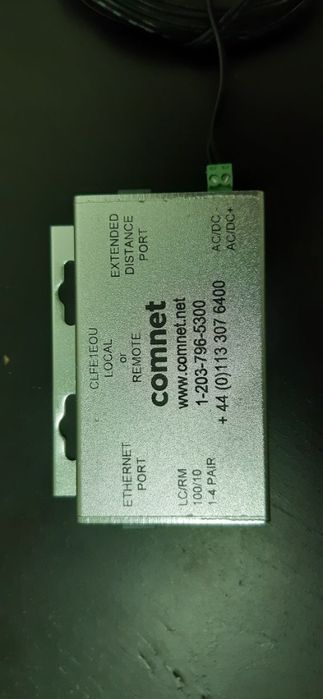 ETHERNET
PORT
CLFE1EOU
LOCAL
or
REMOTE
EXTENDED
DISTANCE
PORT
comnet
LC/RM
100/10
1-4 PAIR
www.comnet.net
1-203-796-5300
+ 44 (0)113 307 6400
AC/DC -
AC/DC+